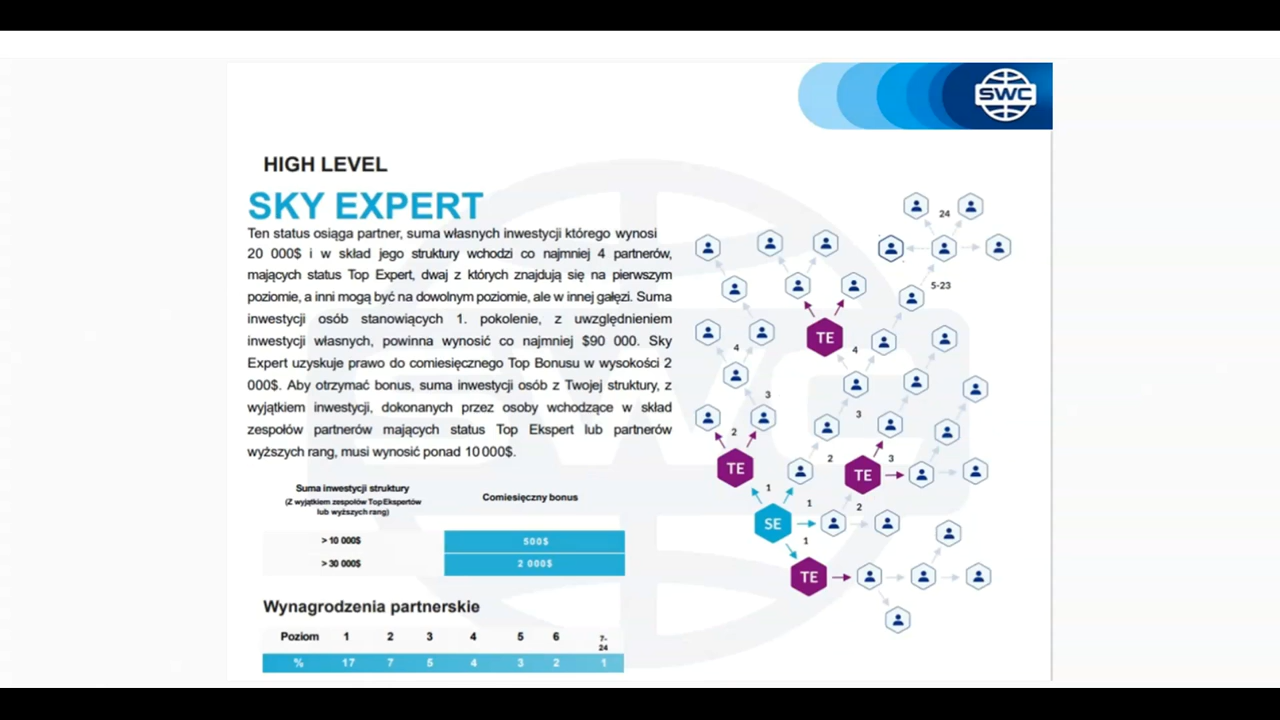 SWC
HIGH LEVEL
SKY EXPERT
Ten status osiąga partner, suma własnych inwestycji którego wynosi
20 000$ i w skład jego struktury wchodzi co najmniej 4 partnerów,
mających status Top Expert, dwaj z których znajdują się na pierwszym
poziomie, a inni mogą być na dowolnym poziomie, ale w innej gałęzi. Suma
inwestycji osób stanowiących 1. pokolenie, z uwzględnieniem
inwestycji własnych, powinna wynosić co najmniej $90 000. Sky
Expert uzyskuje prawo do comiesięcznego Top Bonusu w wysokości 2
000$. Aby otrzymać bonus, suma inwestycji osób z Twojej struktury, z
wyjątkiem inwestycji, dokonanych przez osoby wchodzące w skład
zespołów partnerów mających status Top Ekspert lub partnerów
wyższych rang, musi wynosić ponad 10 000$.
Suma inwestycji struktury
(Z wyjątkiem zespołów Top Ekspertów
lub wyższych rang)
Comiesięczny bonus
> 10 000$ 500$
> 30 000$ 2 000$
Wynagrodzenia partnerskie
Poziom 1 2 3 4 5 6 7-
24
% 17 7 5 4 3 2 1
24
5-23
TE
4
4
3
3
2
TE
2
TE
3
1
1
2
SE
1
TE